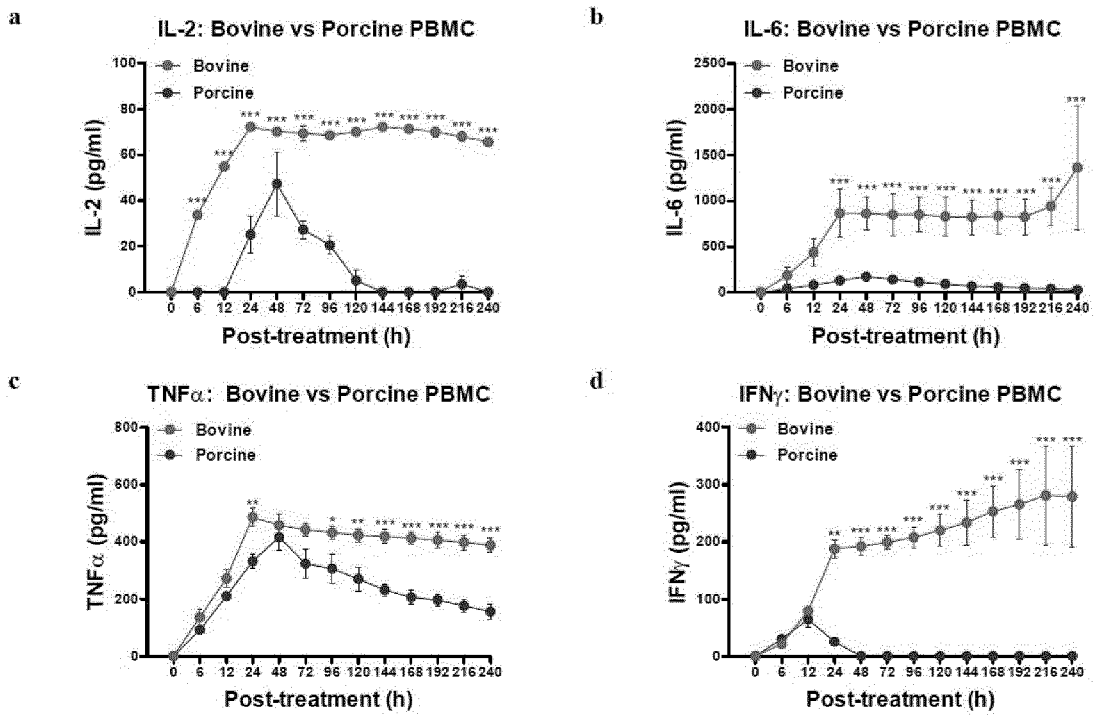 a
IL-2: Bovine vs Porcine PBMC
100
80
60
40
20
0
IL-2 (pg/ml)
Bovine
Porcine
*** *** *** *** *** *** *** *** *** *** *** ***
0 6 12 24 48 72 96 120 144 168 192 216 240
Post-treatment (h)
b
IL-6: Bovine vs Porcine PBMC
2500
2000
1500
1000
500
0
IL-6 (pg/ml)
Bovine
Porcine
*** *** *** *** *** *** *** *** *** ***
0 6 12 24 48 72 96 120 144 168 192 216 240
Post-treatment (h)
c
TNFα: Bovine vs Porcine PBMC
800
600
400
200
0
TNFα (pg/ml)
Bovine
Porcine
** * ** *** *** *** *** ***
0 6 12 24 48 72 96 120 144 168 192 216 240
Post-treatment (h)
d
IFNγ: Bovine vs Porcine PBMC
400
300
200
100
0
IFNγ (pg/ml)
Bovine
Porcine
** *** *** *** *** *** *** *** *** ***
0 6 12 24 48 72 96 120 144 168 192 216 240
Post-treatment (h)